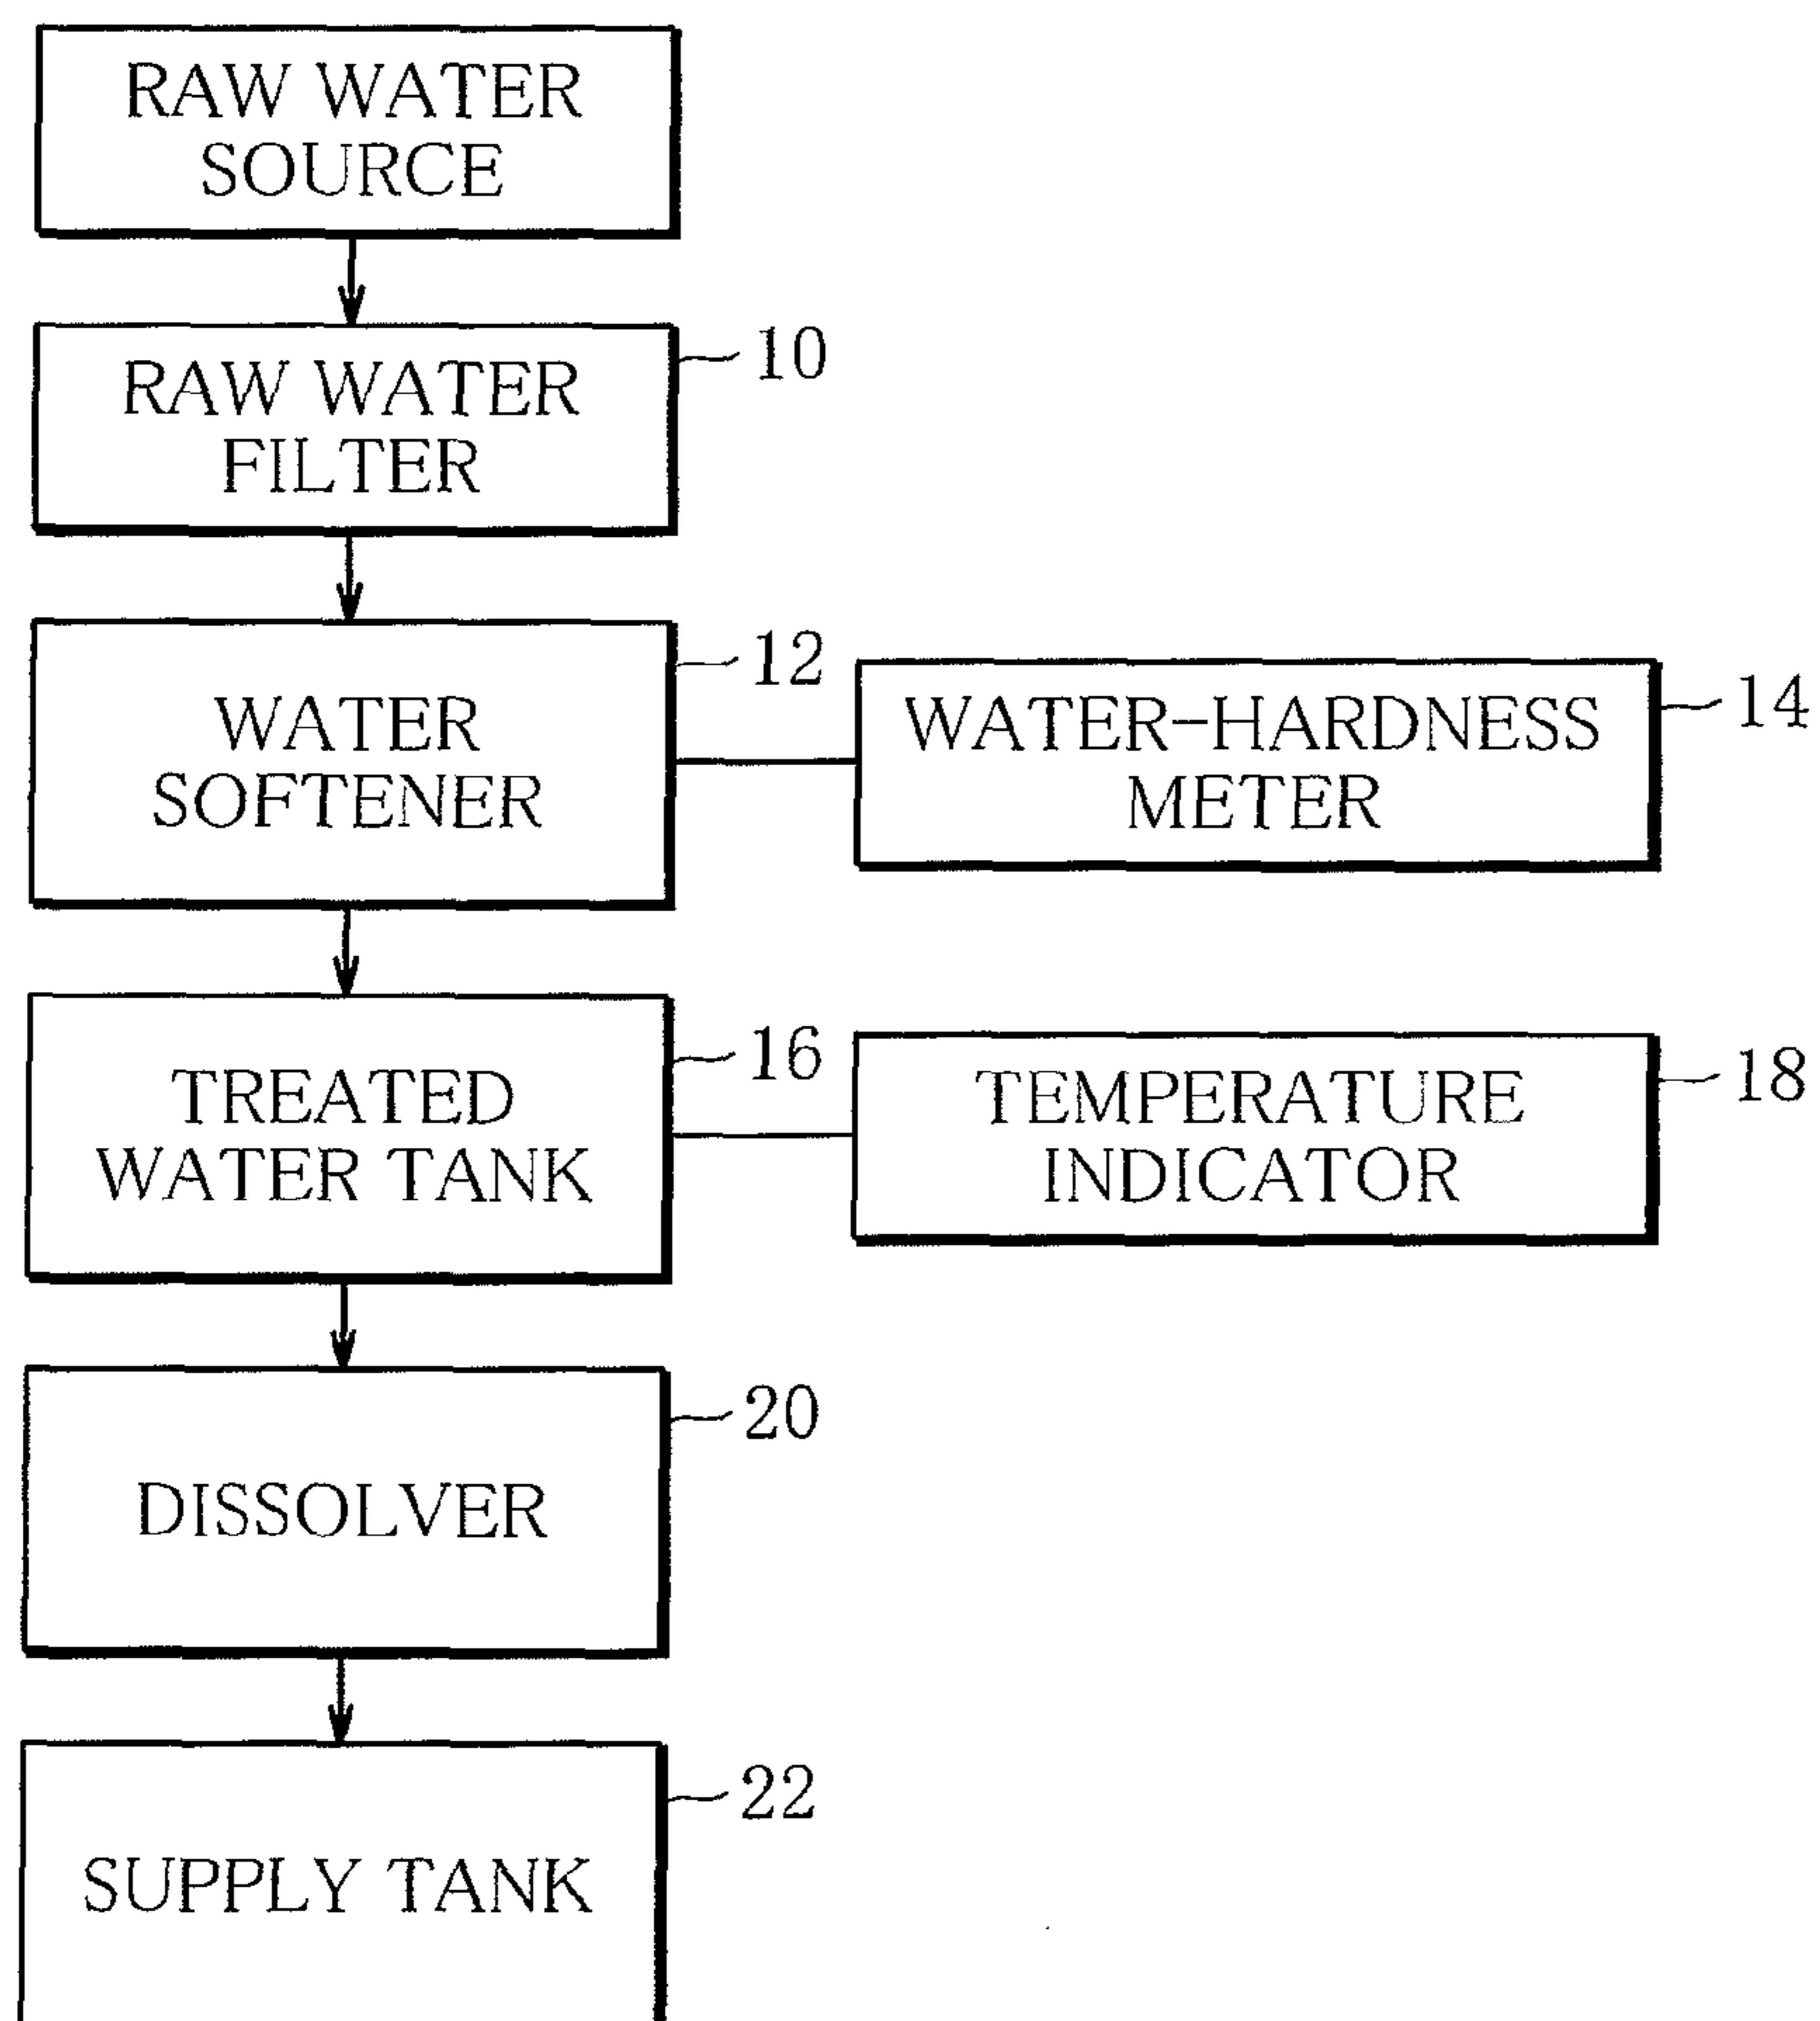 RAW WATER
SOURCE
10
RAW WATER
FILTER
12
WATER
SOFTENER
14
WATER-HARDNESS
METER
16
TREATED
WATER TANK
18
TEMPERATURE
INDICATOR
20
DISSOLVER
22
SUPPLY TANK